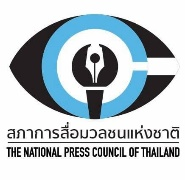 สภาการสื่อมวลชนแห่งชาติ
THE NATIONAL PRESS COUNCIL OF THAILAND